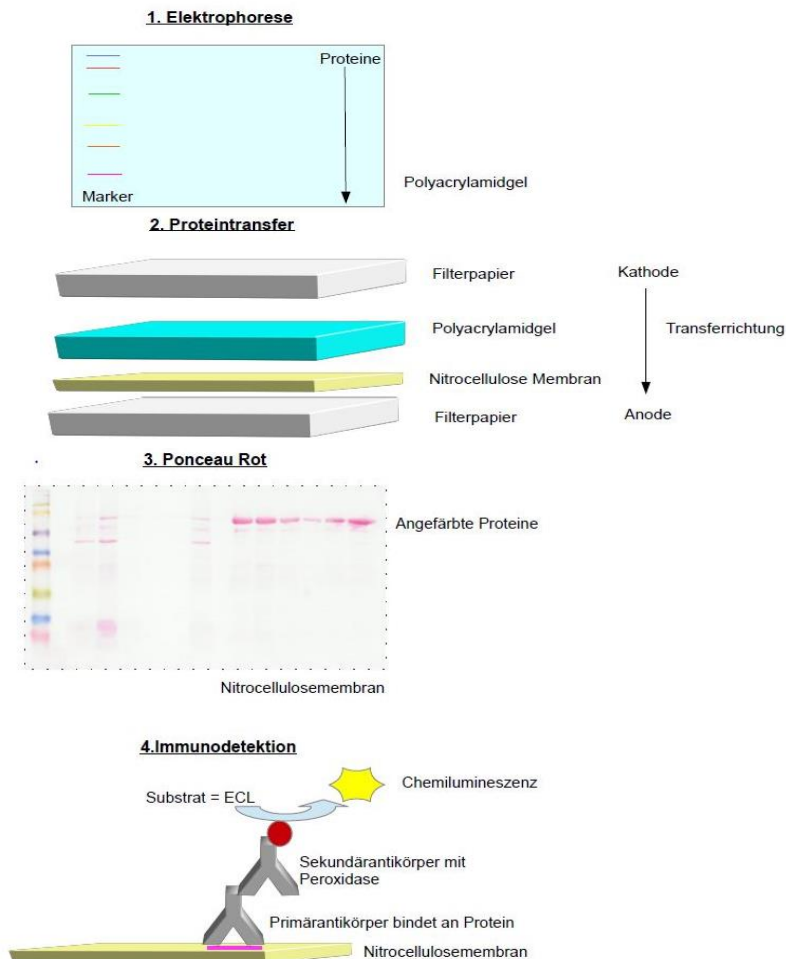 1. Elektrophorese
Proteine
Marker
Polyacrylamidgel
2. Proteintransfer
Filterpapier
Kathode
Polyacrylamidgel
Transferrichtung
Nitrocellulose Membran
Filterpapier
Anode
3. Ponceau Rot
Angefärbte Proteine
Nitrocellulosemembran
4.Immunodetektion
Chemilumineszenz
Substrat = ECL
Sekundärantikörper mit
Peroxidase
Primärantikörper bindet an Protein
Nitrocellulosemembran